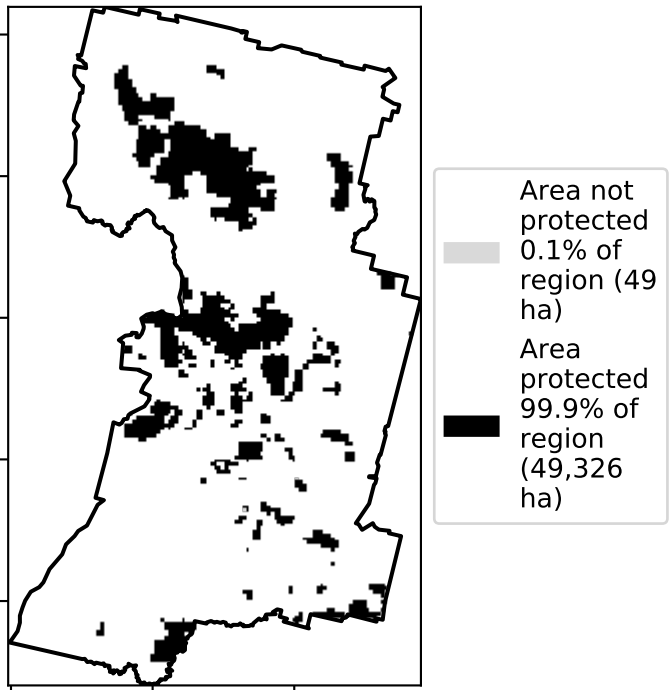 Area not
protected
0.1% of
region (49
ha)
Area
protected
99.9% of
region
(49,326
ha)